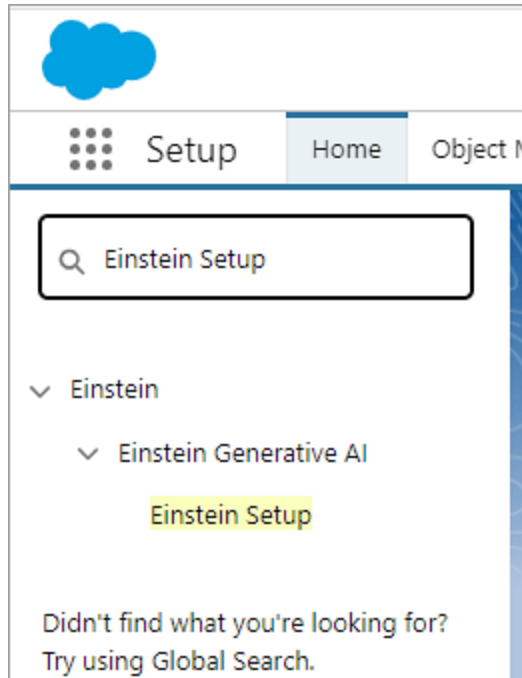 Setup
Home
Object
Einstein Setup
Einstein
Einstein Generative AI
Einstein Setup
Didn't find what you're looking for?
Try using Global Search.